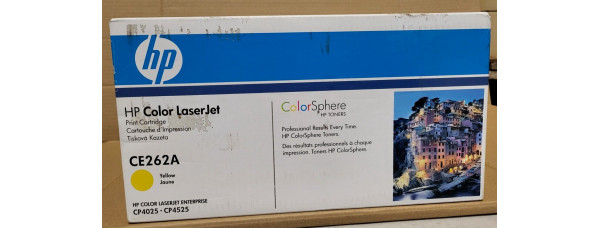 hp
HP Color LaserJet
Print Cartridge
Cartouche d'Impression
Tisková Kazeta
CE262A
Yellow
Jaune
HP COLOR LASERJET ENTERPRISE
CP4025 • CP4525
ColorSphere
HP TONERS
Professional Results Every Time.
HP ColorSphere Toners.
Des résultats professionnels à chaque
impression. Toners HP ColorSphere.